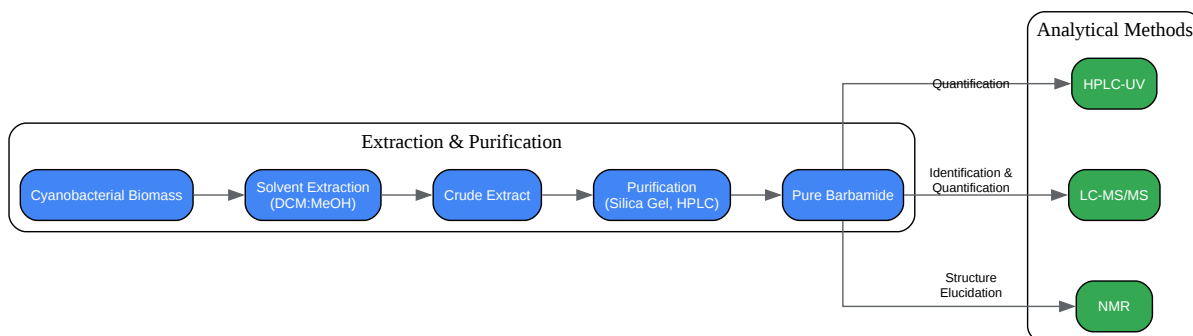 Analytical Methods
Quantification
HPLC-UV
Extraction & Purification
Cyanobacterial Biomass
Solvent Extraction
(DCM:MeOH)
Crude Extract
Purification
(Silica Gel, HPLC)
Pure Barbamide
Identification &
Quantification
LC-MS/MS
Structure
Elucidation
NMR